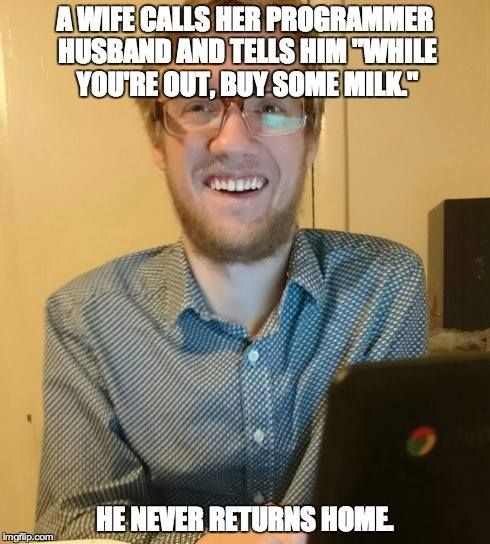 A WIFE CALLS HER PROGRAMMER
HUSBAND AND TELLS HIM "WHILE
YOU'RE OUT, BUY SOME MILK."
HE NEVER RETURNS HOME.
imgflip.com